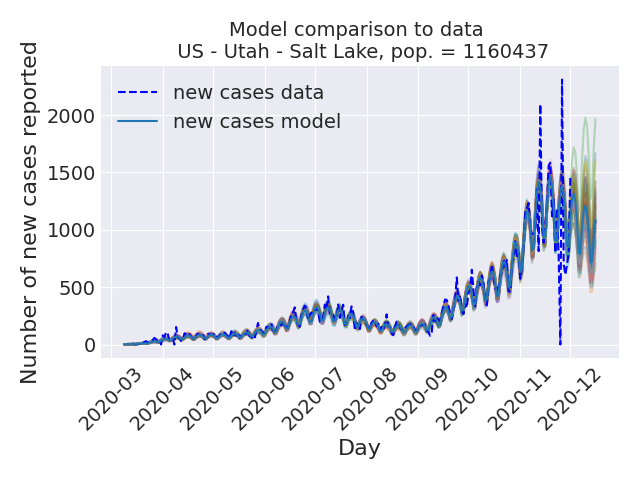 Model comparison to data
US - Utah - Salt Lake, pop. = 1160437
Number of new cases reported
2000
1500
1000
500
0
new cases data
new cases model
2020-03
2020-04
2020-05
2020-06
2020-07
2020-08
2020-09
2020-10
2020-11
2020-12
Day